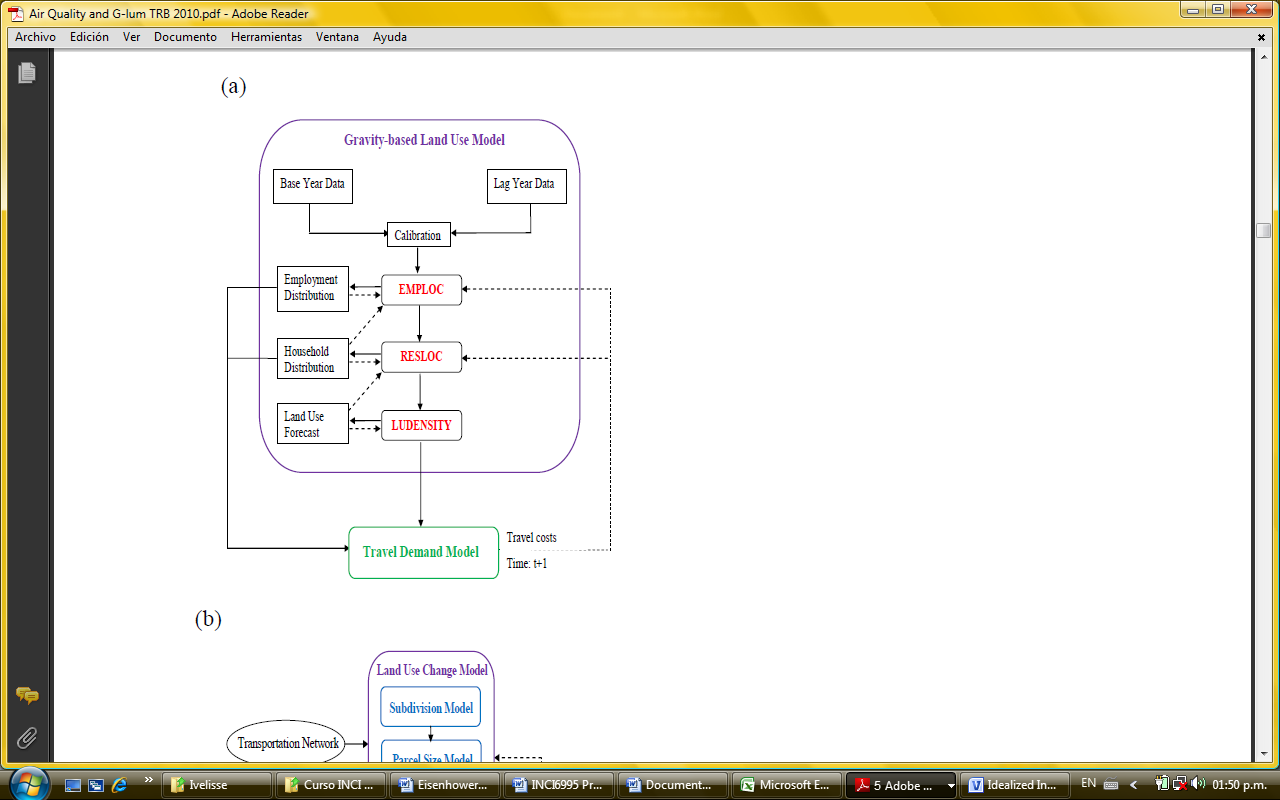 Air Quality and G-lum TRB 2010.pdf - Adobe Reader
Archivo Edición Ver Documento Herramientas Ventana Ayuda
(a)
Gravity-based Land Use Model
Base Year Data
Lag Year Data
Calibration
Employment
Distribution
EMPLOC
Household
Distribution
RESLOC
Land Use
Forecast
LUDENSITY
Travel Demand Model
Travel costs
Time: t+1
(b)
Land Use Change Model
Subdivision Model
Transportation Network
Parcel Size Model
Ivelisse
Curso INCI ...
Eisenhower...
INCI6995 Pr...
Document...
Microsoft E...
5 Adobe ...
Idealized In...
EN
01:50 p.m.